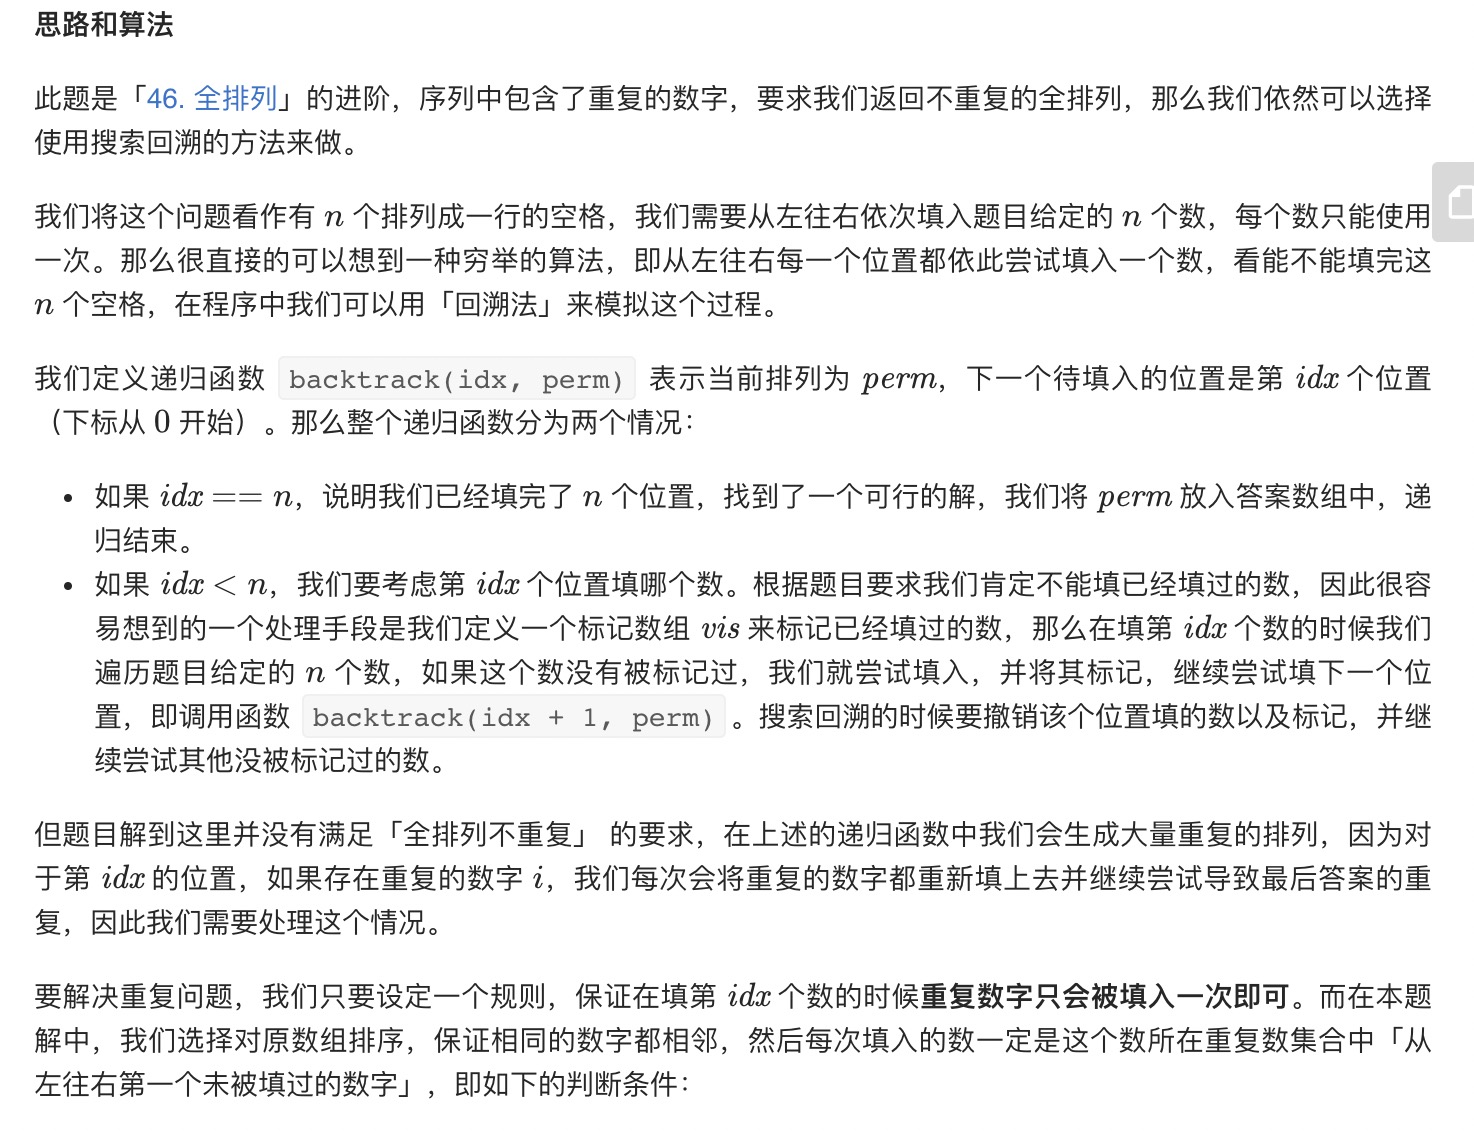 思路和算法
此题是「46. 全排列」的进阶，序列中包含了重复的数字，要求我们返回不重复的全排列，那么我们依然可以选择
使用搜索回溯的方法来做。
我们将这个问题看作有 n 个排列成一行的空格，我们需要从左往右依次填入题目给定的 n 个数，每个数只能使用
一次。那么很直接的可以想到一种穷举的算法，即从左往右每一个位置都依此尝试填入一个数，看能不能填完这
n 个空格，在程序中我们可以用「回溯法」来模拟这个过程。
我们定义递归函数 backtrack(idx, perm) 表示当前排列为 perm，下一个待填入的位置是第 idx 个位置
（下标从 0 开始）。那么整个递归函数分为两个情况：
• 如果 idx == n，说明我们已经填完了 n 个位置，找到了一个可行的解，我们将 perm 放入答案数组中，递
归结束。
• 如果 idx < n，我们要考虑第 idx 个位置填哪个数。根据题目要求我们肯定不能填已经填过的数，因此很容
易想到的一个处理手段是我们定义一个标记数组 vis 来标记已经填过的数，那么在填第 idx 个数的时候我们
遍历题目给定的 n 个数，如果这个数没有被标记过，我们就尝试填入，并将其标记，继续尝试填下一个位
置，即调用函数 backtrack(idx + 1, perm) 。搜索回溯的时候要撤销该个位置填的数以及标记，并继
续尝试其他没被标记过的数。
但题目解到这里并没有满足「全排列不重复」 的要求，在上述的递归函数中我们会生成大量重复的排列，因为对
于第 idx 的位置，如果存在重复的数字 i，我们每次会将重复的数字都重新填上去并继续尝试导致最后答案的重
复，因此我们需要处理这个情况。
要解决重复问题，我们只要设定一个规则，保证在填第 idx 个数的时候重复数字只会被填入一次即可。而在本题
解中，我们选择对原数组排序，保证相同的数字都相邻，然后每次填入的数一定是这个数所在重复数集合中「从
左往右第一个未被填过的数字」，即如下的判断条件：